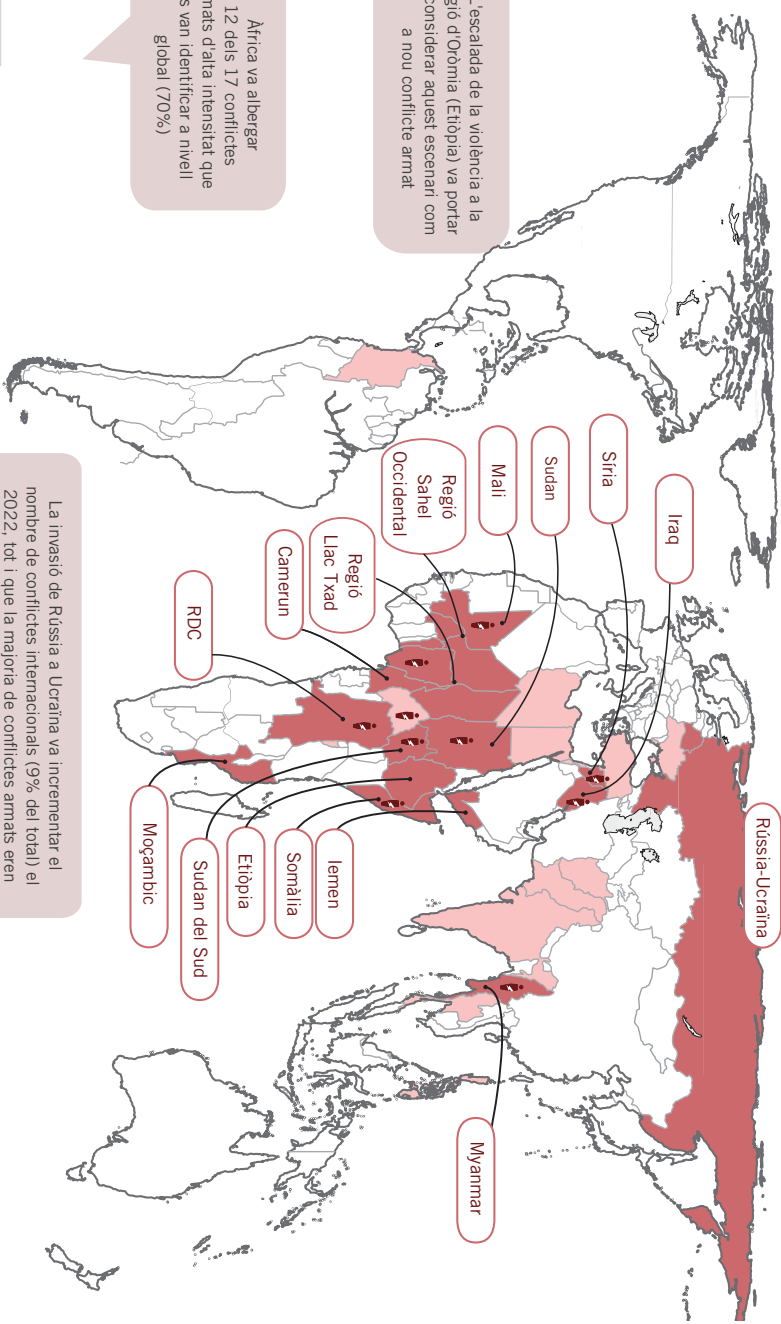 Rússia-Ucraïna
Iraq
Síria
Sudan
Mali
Myanmar
L'escalada de la violència a la
gió d'Oròmia (Etiòpia) va portar
considerar aquest escenari com
a nou conflicte armat
Regió
Sahel
Occidental
Regió
Llac Txad
Camerun
RDC
Iemen
Somàlia
Etiòpia
Sudan del Sud
Moçambic
Àfrica va albergar
12 dels 17 conflictes
mats d'alta intensitat que
s van identificar a nivell
global (70%)
La invasió de Rússia a Ucraïna va incrementar el
nombre de conflictes internacionals (9% del total) el
2022, tot i que la majoria de conflictes armats eren